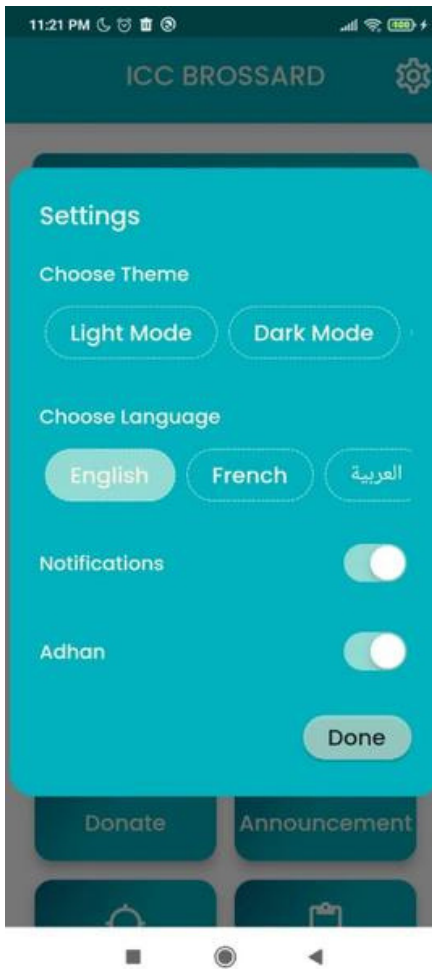 11:21 PM 100
ICC BROSSARD
Settings
Choose Theme
Light Mode Dark Mode
Choose Language
English French العربية
Notifications
Adhan
Done
Donate Announcement